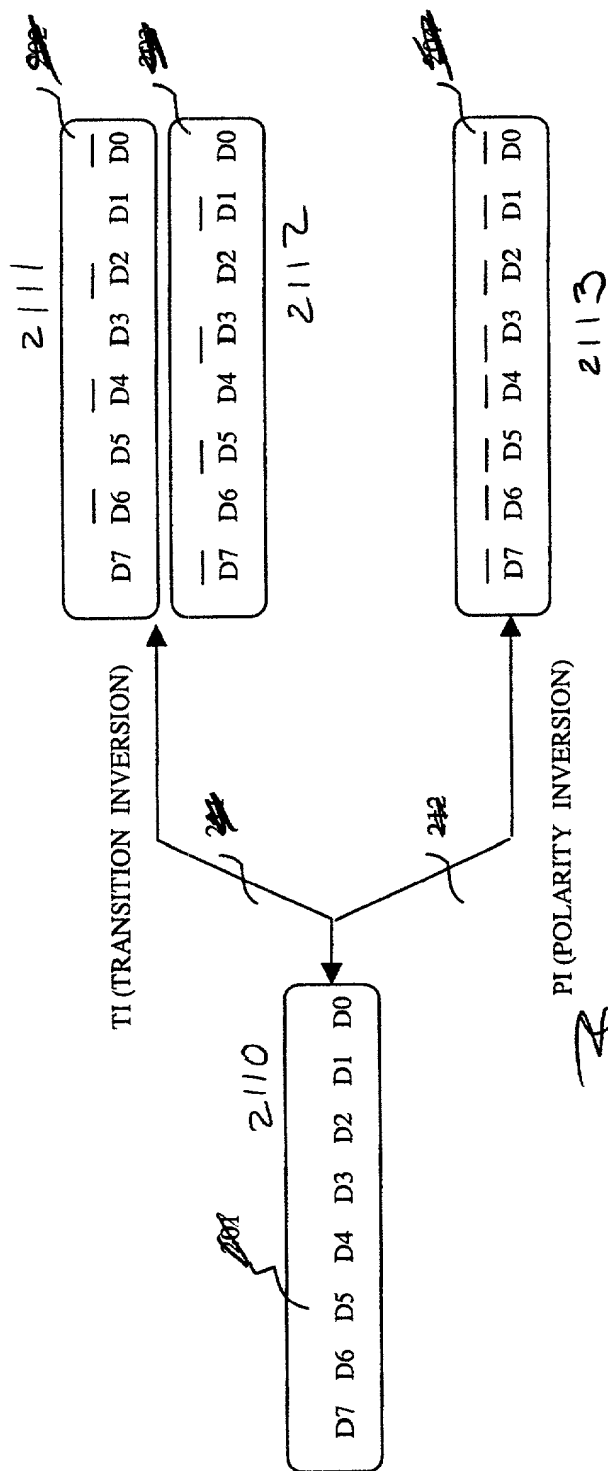 2111
D7 D6 D5 D4 D3 D2 D1 D0
D7 D6 D5 D4 D3 D2 D1 D0
2112
TI (TRANSITION INVERSION)
2110
D7 D6 D5 D4 D3 D2 D1 D0
212
D7 D6 D5 D4 D3 D2 D1 D0
2113
PI (POLARITY INVERSION)